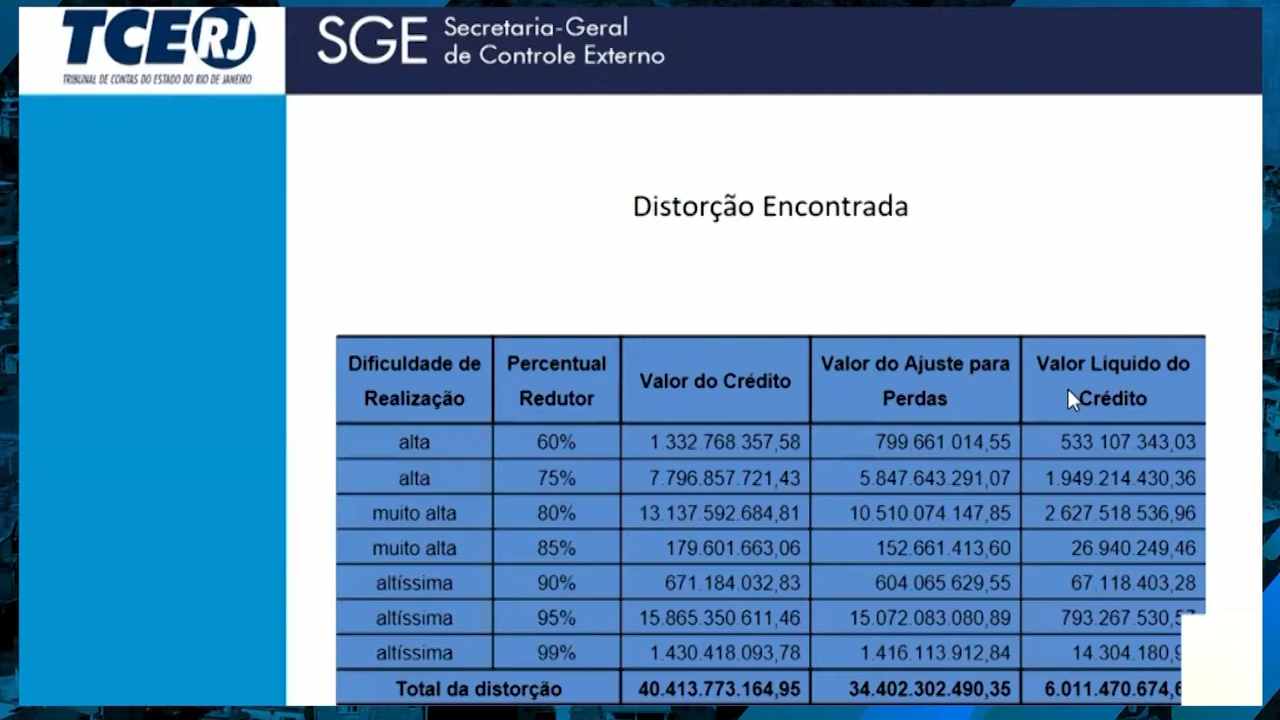 TCERJ
TRIBUNAL DE CONTAS DO ESTADO DO RIO DE JANEIRO
SGE Secretaria-Geral
de Controle Externo
Distorção Encontrada
Dificuldade de Realização Percentual Redutor Valor do Crédito Valor do Ajuste para Perdas Valor Liquido do Crédito
alta 60% 1.332.768.357,58 799.661.014,55 533.107.343,03
alta 75% 7.796.857.721,43 5.847.643.291,07 1.949.214.430,36
muito alta 80% 13.137.592.684,81 10.510.074.147,85 2.627.518.536,96
muito alta 85% 179.601.663,06 152.661.413,60 26.940.249,46
altíssima 90% 671.184.032,83 604.065.629,55 67.118.403,28
altíssima 95% 15.865.350.611,46 15.072.083.080,89
altíssima 99% 1.430.418.093,78 1.416.113.912,84
Total da distorção 40.413.773.164,95 34.402.302.490,35